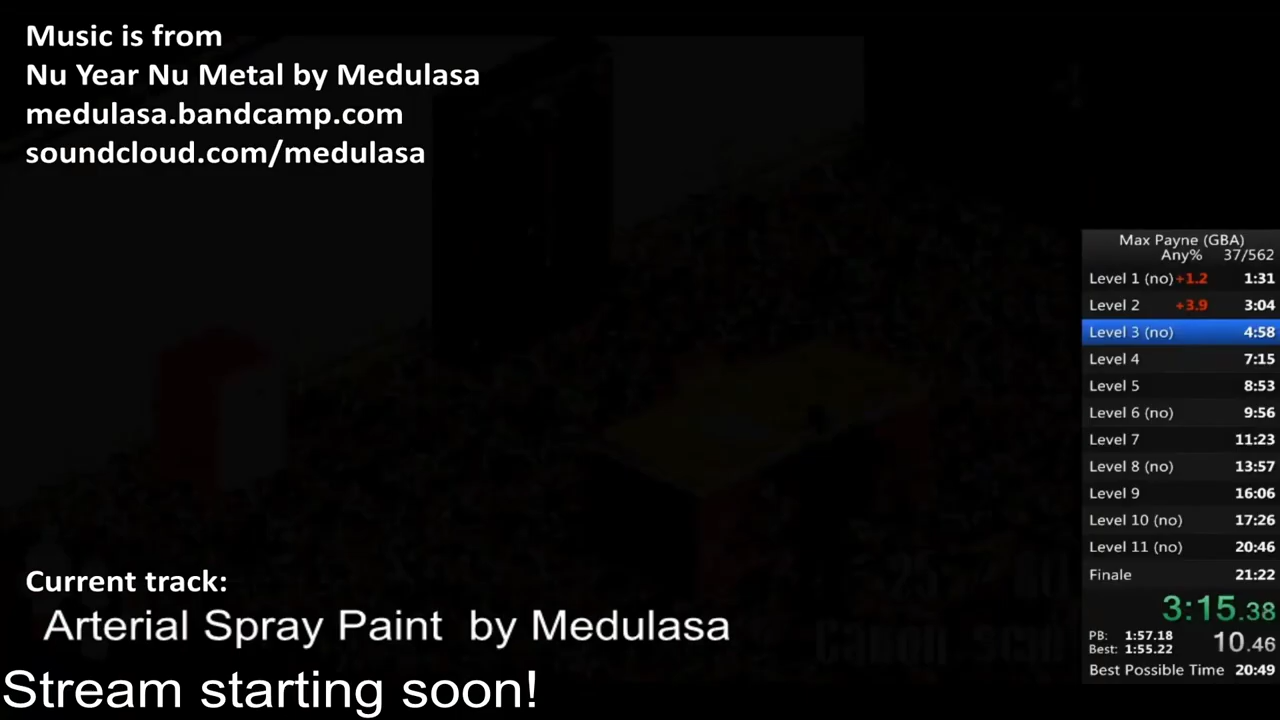 Music is from
Nu Year Nu Metal by Medulasa
medulasa.bandcamp.com
soundcloud.com/medulasa
Max Payne (GBA)
Any% 37/562
Level 1 (no) +1.2 1:31
Level 2 +3.9 3:04
Level 3 (no) 4:58
Level 4 7:15
Level 5 8:53
Level 6 (no) 9:56
Level 7 11:23
Level 8 (no) 13:57
Level 9 16:06
Level 10 (no) 17:26
Level 11 (no) 20:46
Finale 21:22
3:15.38
PB: 1:57.18
Best: 1:55.22
10.46
Best Possible Time 20:49
Current track:
Arterial Spray Paint by Medulasa
Stream starting soon!